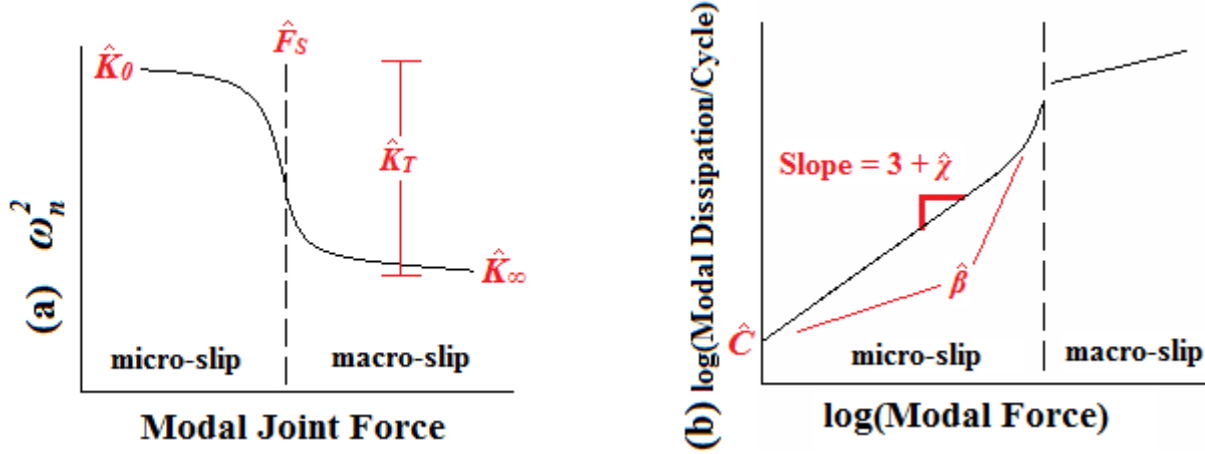 F̂S
K̂0
K̂T
K̂∞
(a) ωn²
micro-slip
macro-slip
Modal Joint Force
Slope = 3 + χ̂
β̂
Ĉ
(b) log(Modal Dissipation/Cycle)
micro-slip
macro-slip
log(Modal Force)